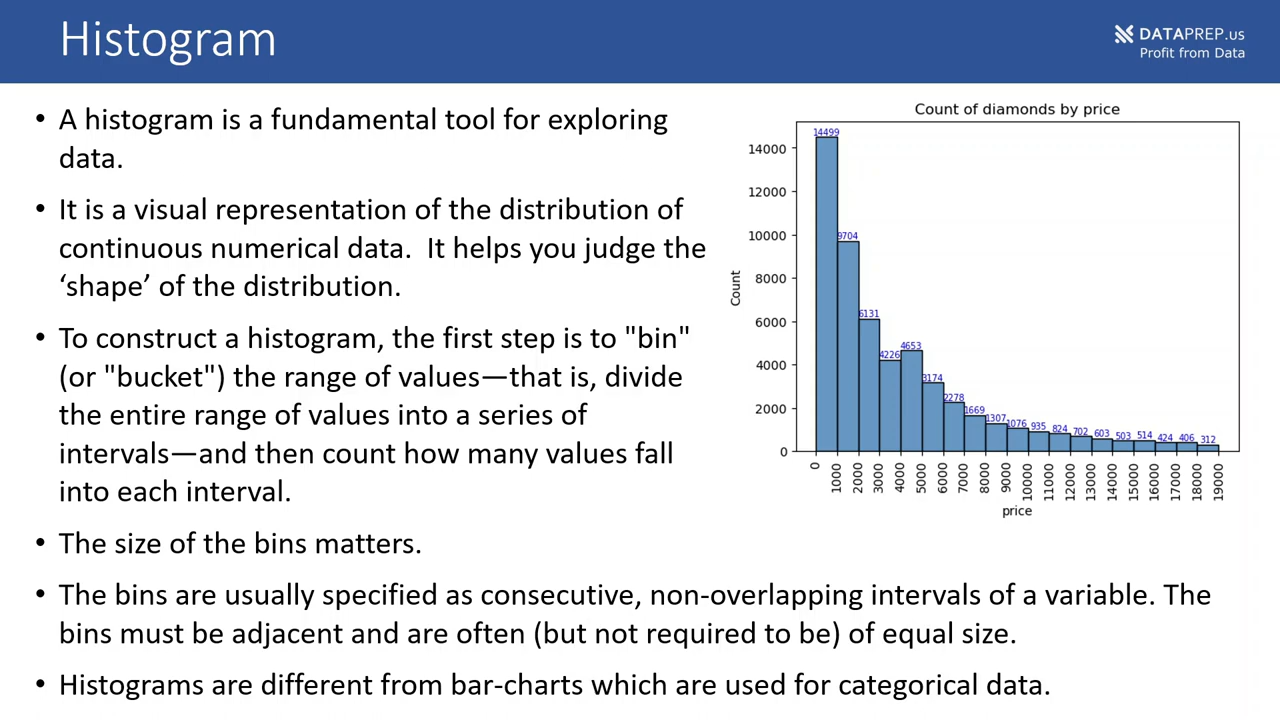 Histogram
DATAPREP.us
Profit from Data
• A histogram is a fundamental tool for exploring
data.
• It is a visual representation of the distribution of
continuous numerical data.  It helps you judge the
‘shape’ of the distribution.
• To construct a histogram, the first step is to "bin"
(or "bucket") the range of values—that is, divide
the entire range of values into a series of
intervals—and then count how many values fall
into each interval.
• The size of the bins matters.
• The bins are usually specified as consecutive, non-overlapping intervals of a variable. The
bins must be adjacent and are often (but not required to be) of equal size.
• Histograms are different from bar-charts which are used for categorical data.
Count of diamonds by price
Count
14000
12000
10000
8000
6000
4000
2000
0
14499
9704
6131
4226
4653
3174
2278
1669
1307
1076
935
824
702
603
503
514
424
406
312
0
1000
2000
3000
4000
5000
6000
7000
8000
9000
10000
11000
12000
13000
14000
15000
16000
17000
18000
19000
price